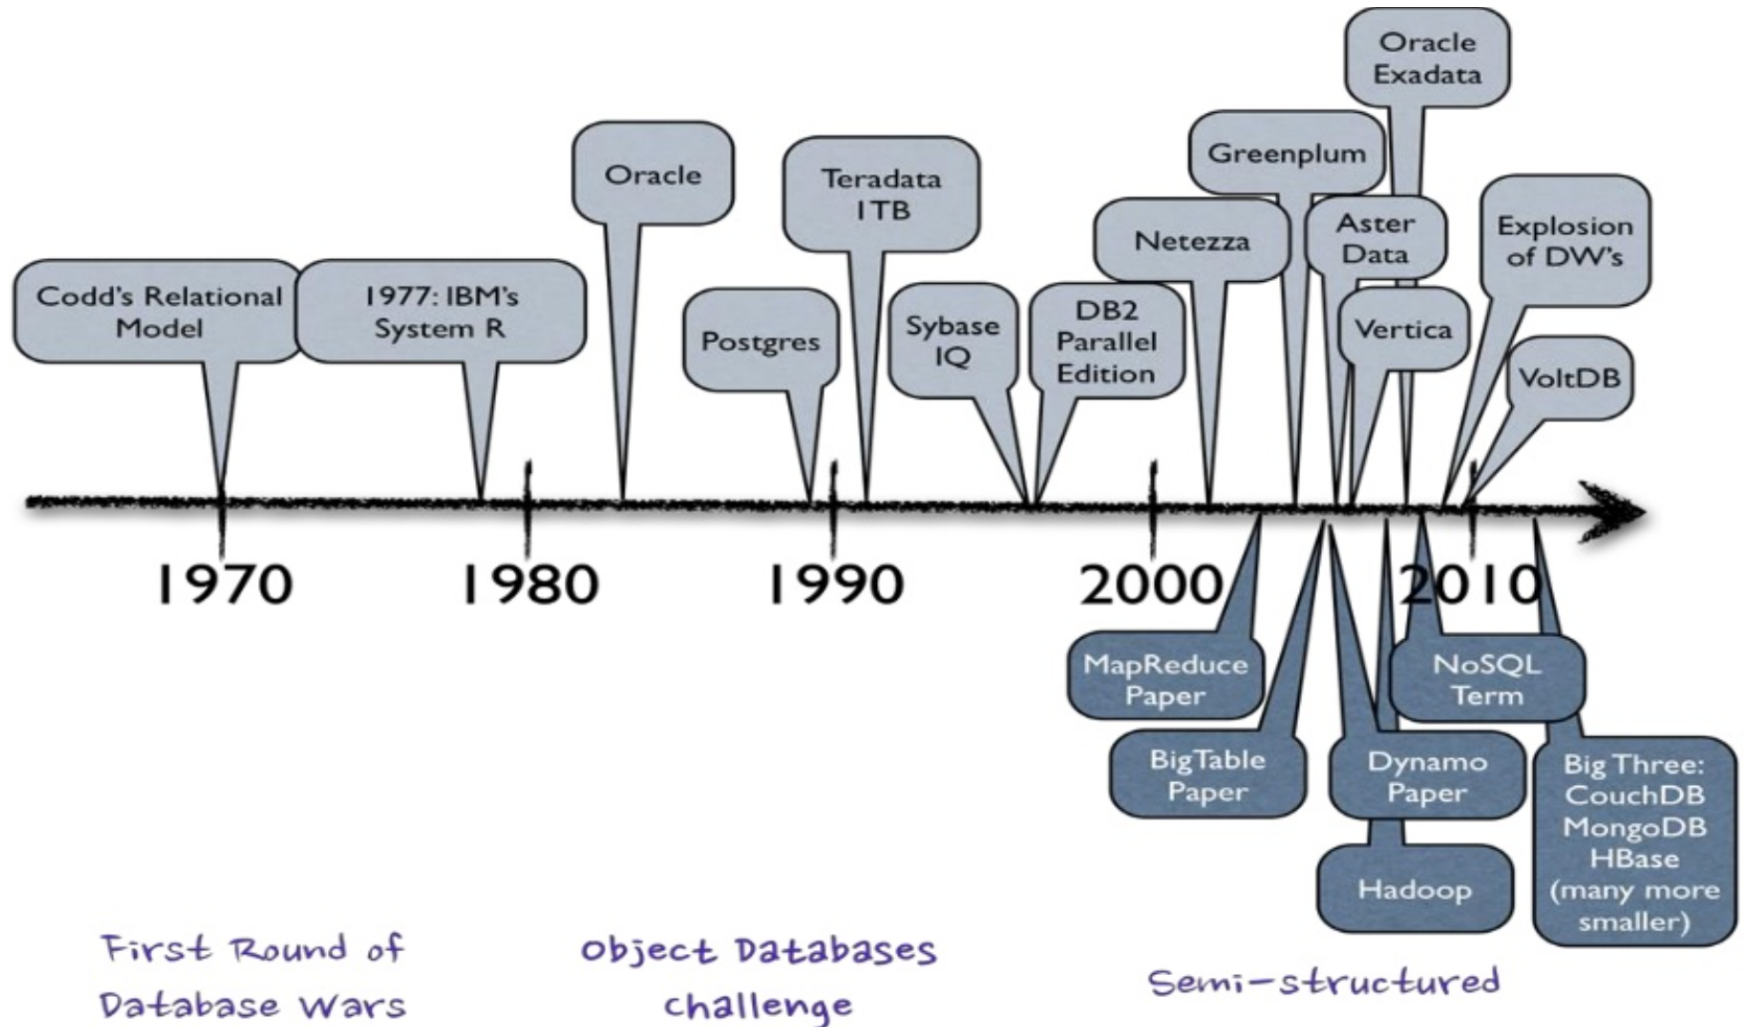 Oracle
Exadata
Greenplum
Oracle
Teradata
1TB
Netezza
Aster
Data
Explosion
of DW's
Codd's Relational
Model
1977: IBM's
System R
Postgres
Sybase
IQ
DB2
Parallel
Edition
Vertica
VoltDB
1970
1980
1990
2000
2010
MapReduce
Paper
NoSQL
Term
BigTable
Paper
Dynamo
Paper
Big Three:
CouchDB
MongoDB
HBase
(many more
smaller)
Hadoop
First Round of
Database Wars
Object Databases
challenge
Semi-structured